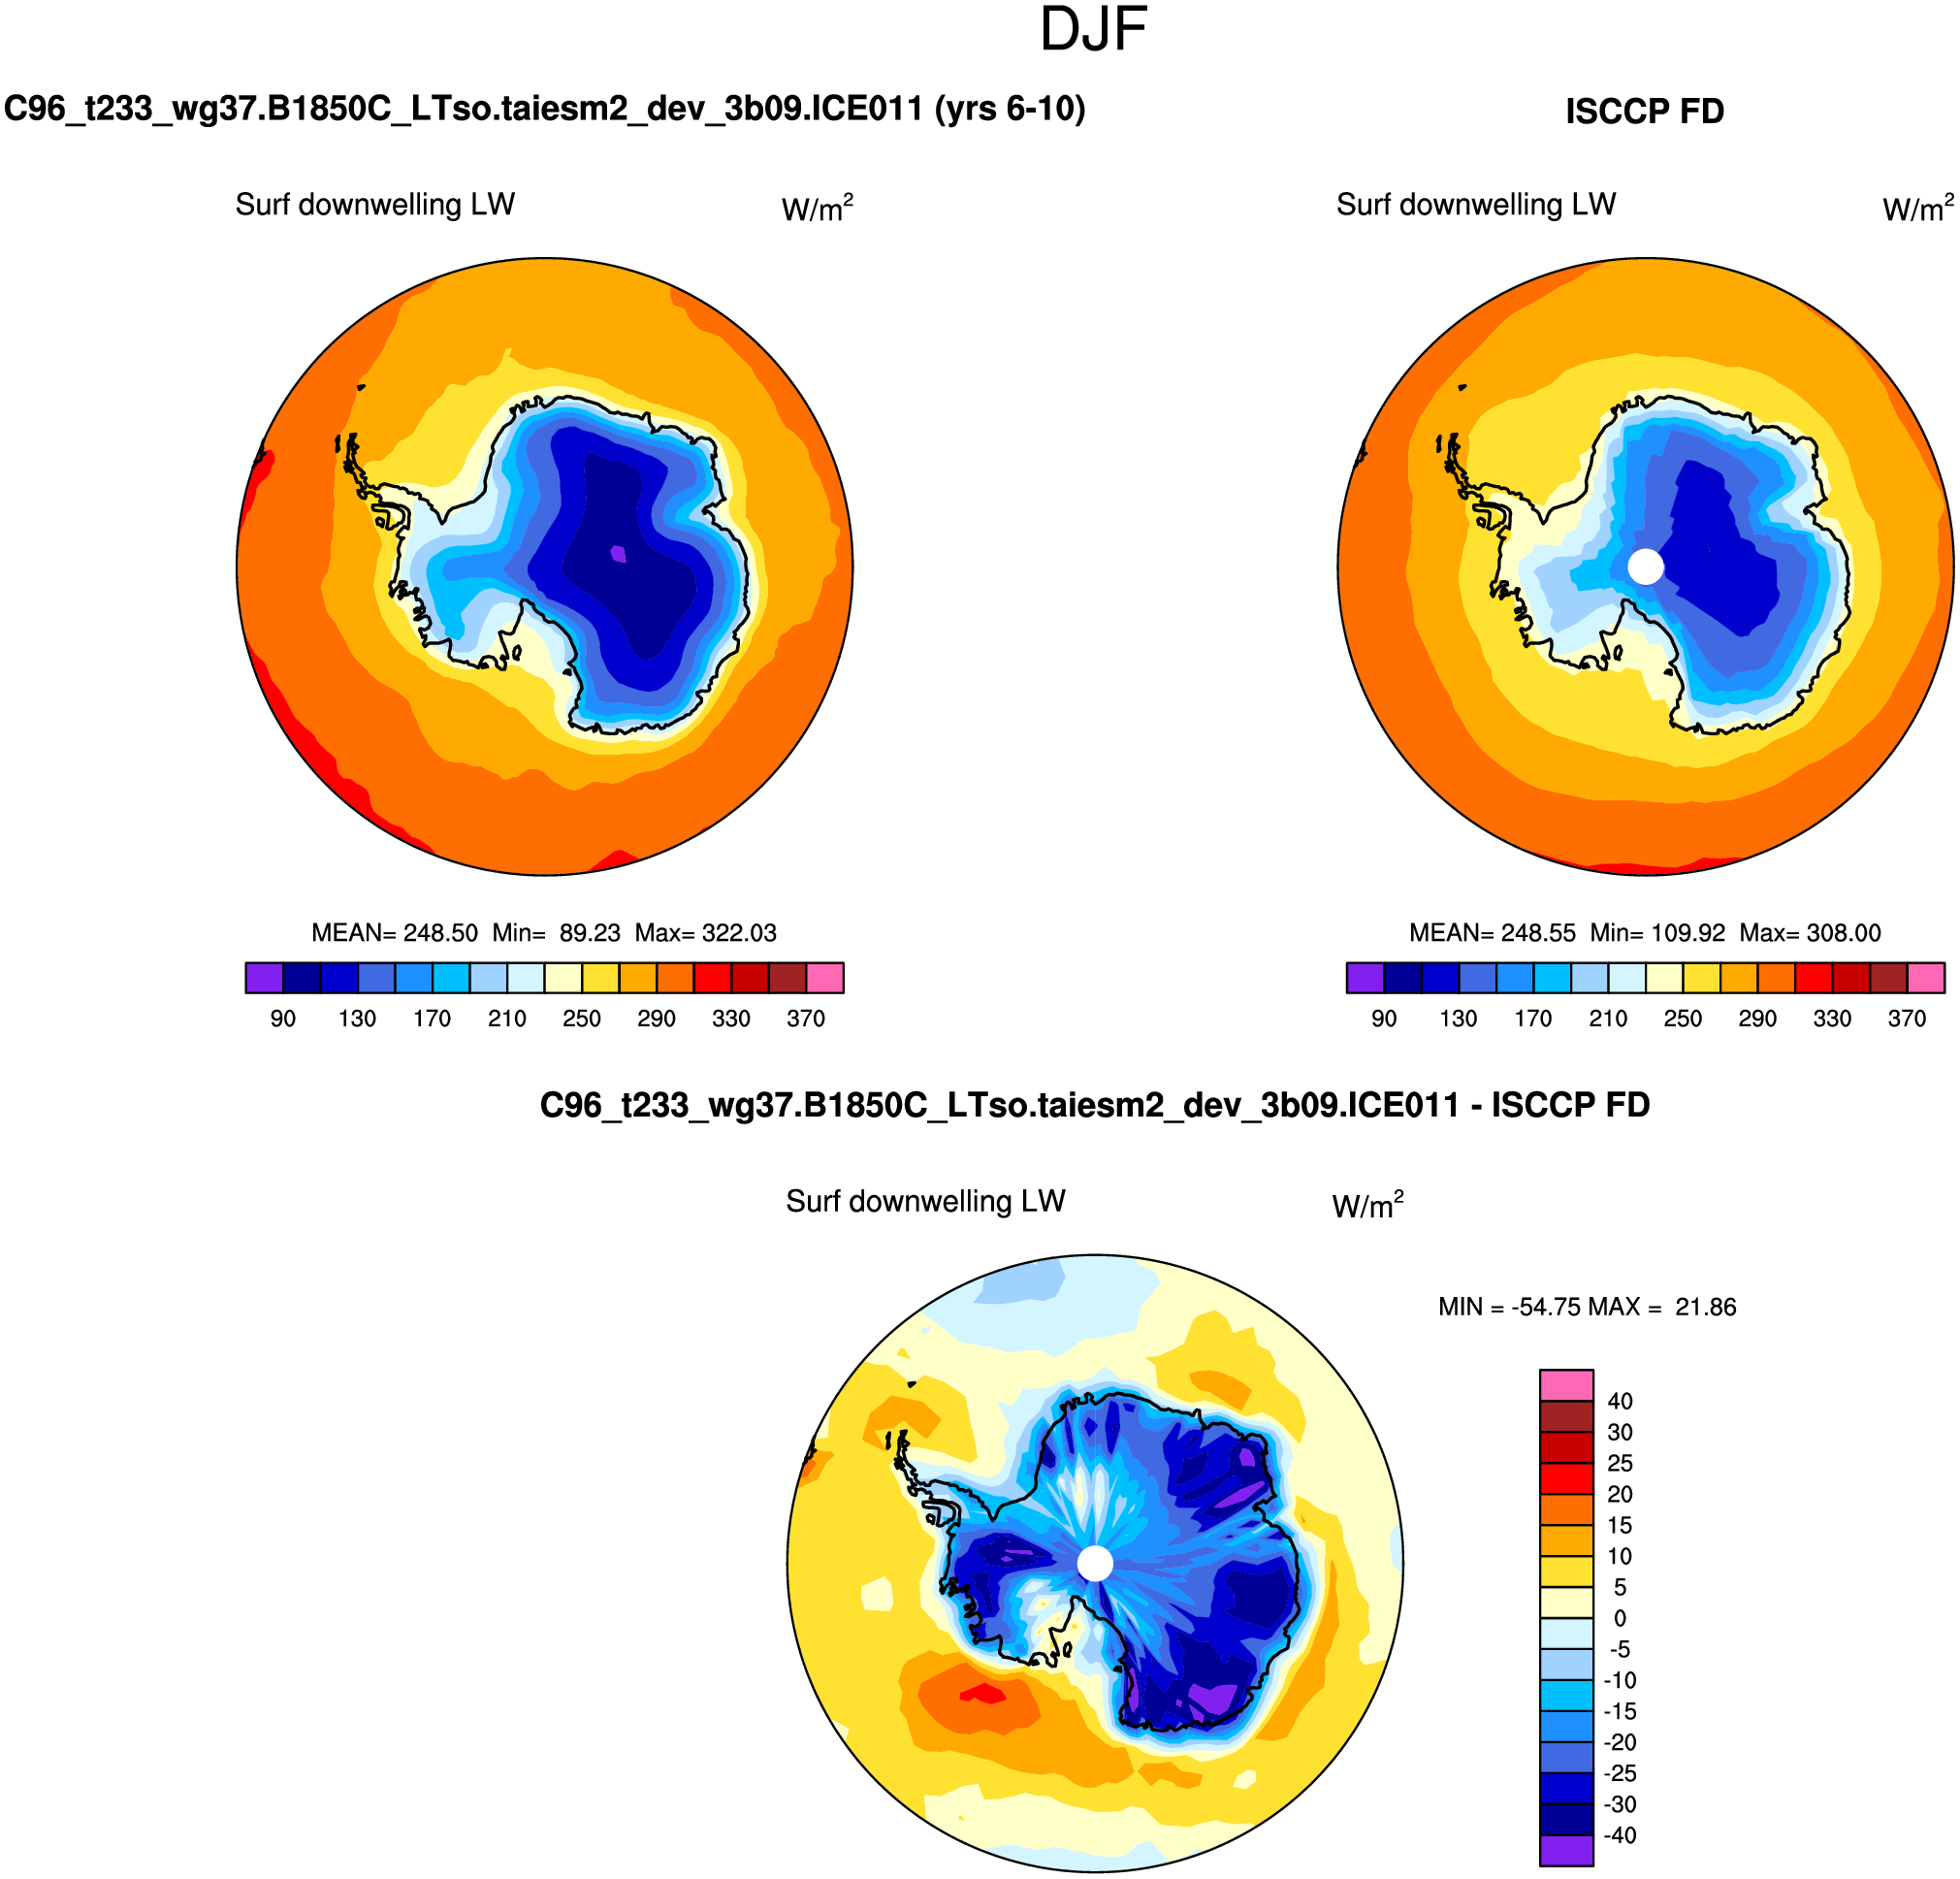 DJF
C96_t233_wg37.B1850C_LTso.taiesm2_dev_3b09.ICE011 (yrs 6-10)
ISCCP FD
Surf downwelling LW W/m²
Surf downwelling LW W/m²
MEAN= 248.50 Min= 89.23 Max= 322.03
MEAN= 248.55 Min= 109.92 Max= 308.00
90 130 170 210 250 290 330 370
90 130 170 210 250 290 330 370
C96_t233_wg37.B1850C_LTso.taiesm2_dev_3b09.ICE011 - ISCCP FD
Surf downwelling LW W/m²
MIN = -54.75 MAX = 21.86
40
30
25
20
15
10
5
0
-5
-10
-15
-20
-25
-30
-40